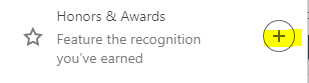 Honors & Awards
Feature the recognition
you've earned